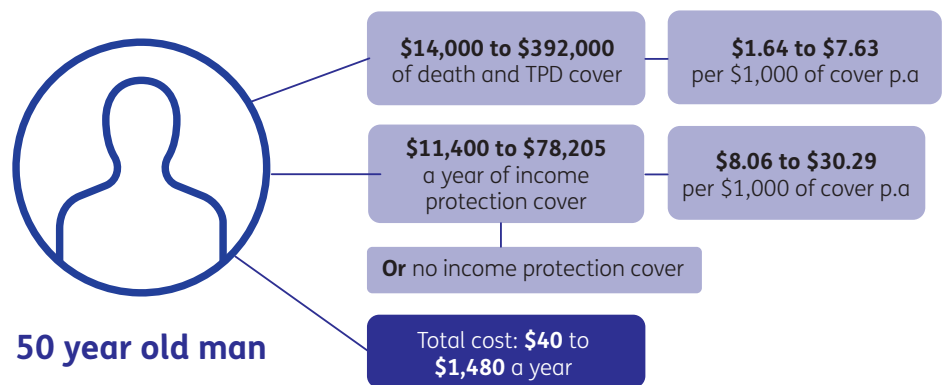 $14,000 to $392,000
of death and TPD cover
$1.64 to $7.63
per $1,000 of cover p.a
$11,400 to $78,205
a year of income
protection cover
$8.06 to $30.29
per $1,000 of cover p.a
Or no income protection cover
Total cost: $40 to
$1,480 a year
50 year old man